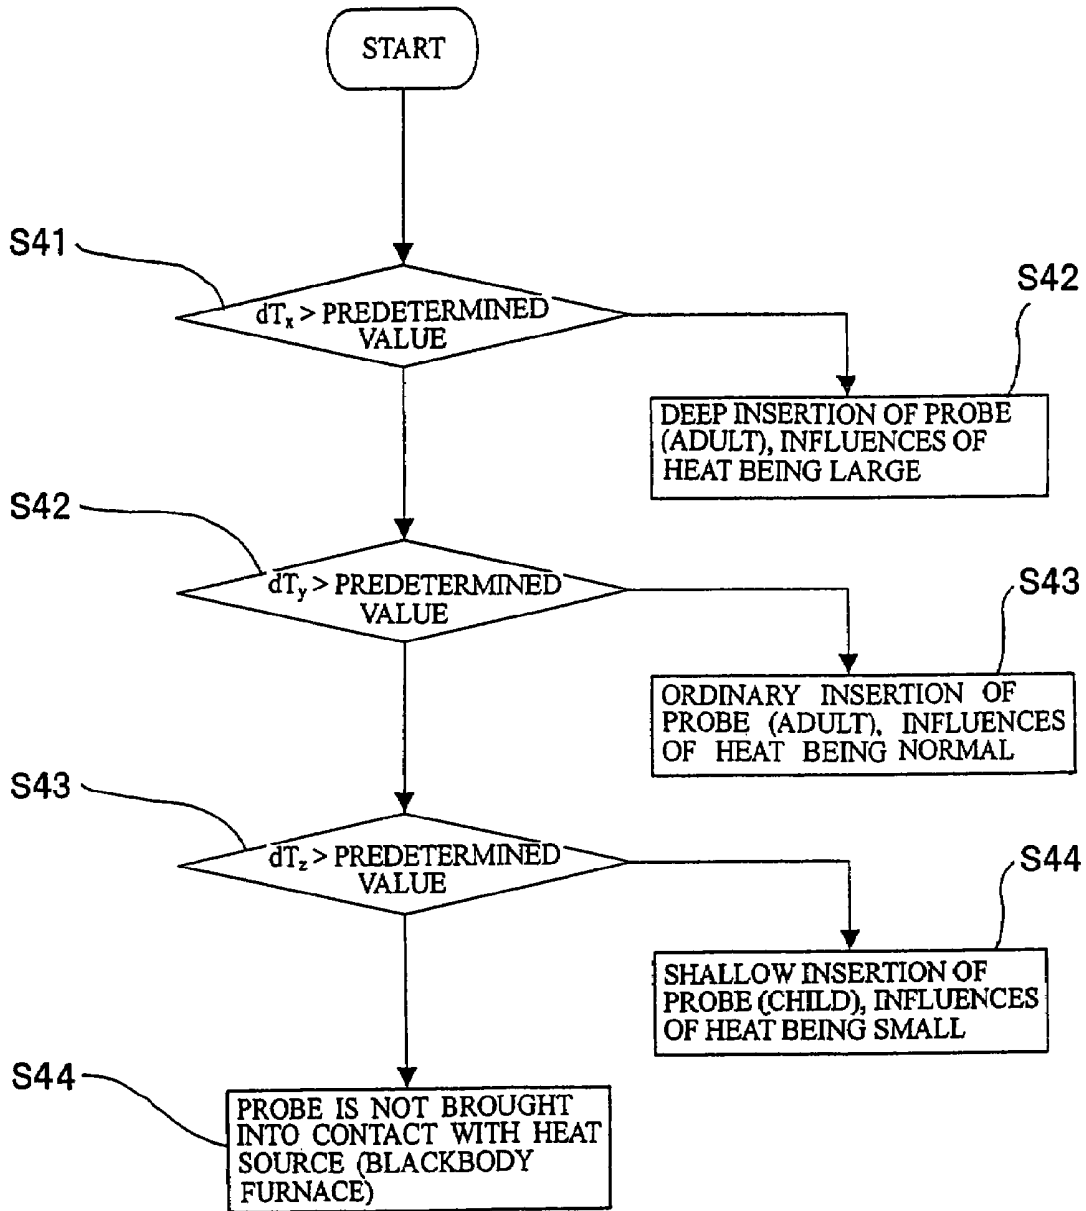 START
S41
dTx > PREDETERMINED
VALUE
S42
DEEP INSERTION OF PROBE
(ADULT), INFLUENCES OF
HEAT BEING LARGE
S42
dTy > PREDETERMINED
VALUE
S43
ORDINARY INSERTION OF
PROBE (ADULT), INFLUENCES
OF HEAT BEING NORMAL
S43
dTz > PREDETERMINED
VALUE
S44
SHALLOW INSERTION OF
PROBE (CHILD), INFLUENCES
OF HEAT BEING SMALL
S44
PROBE IS NOT BROUGHT
INTO CONTACT WITH HEAT
SOURCE (BLACKBODY
FURNACE)